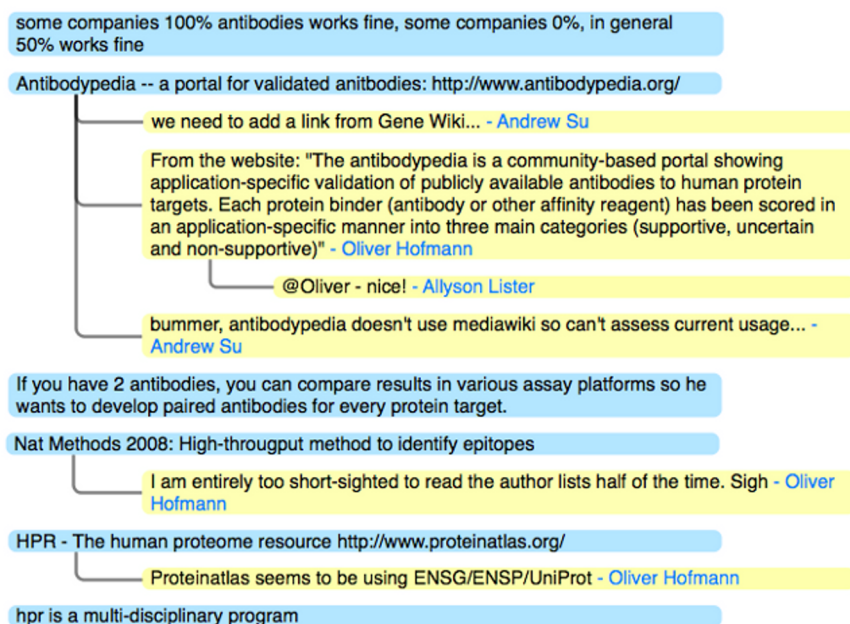 some companies 100% antibodies works fine, some companies 0%, in general
50% works fine
Antibodypedia -- a portal for validated anitbodies: http://www.antibodypedia.org/
we need to add a link from Gene Wiki... - Andrew Su
From the website: "The antibodypedia is a community-based portal showing
application-specific validation of publicly available antibodies to human protein
targets. Each protein binder (antibody or other affinity reagent) has been scored in
an application-specific manner into three main categories (supportive, uncertain
and non-supportive)" - Oliver Hofmann
@Oliver - nice! - Allyson Lister
bummer, antibodypedia doesn't use mediawiki so can't assess current usage... -
Andrew Su
If you have 2 antibodies, you can compare results in various assay platforms so he
wants to develop paired antibodies for every protein target.
Nat Methods 2008: High-througput method to identify epitopes
I am entirely too short-sighted to read the author lists half of the time. Sigh - Oliver
Hofmann
HPR - The human proteome resource http://www.proteinatlas.org/
Proteinatlas seems to be using ENSG/ENSP/UniProt - Oliver Hofmann
hpr is a multi-disciplinary program